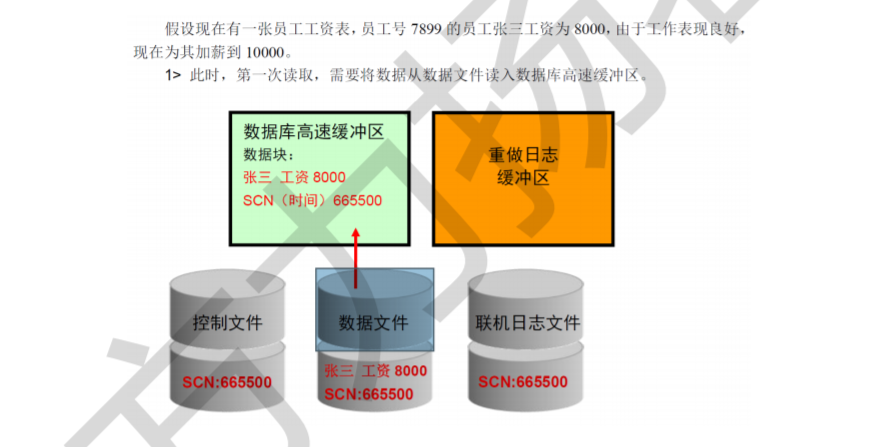 假设现在有一张员工工资表，员工号 7899 的员工张三工资为 8000，由于工作表现良好，
现在为其加薪到 10000。
1> 此时，第一次读取，需要将数据从数据文件读入数据库高速缓冲区。
数据库高速缓冲区
数据块：
张三 工资 8000
SCN（时间）665500
重做日志
缓冲区
控制文件
SCN:665500
数据文件
张三 工资 8000
SCN:665500
联机日志文件
SCN:665500